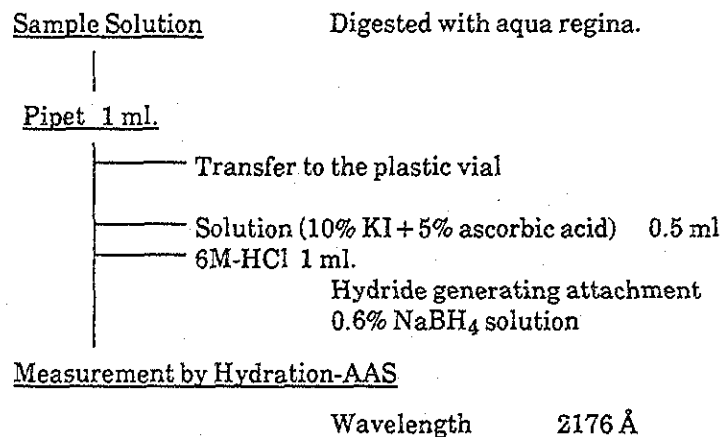 Sample Solution Digested with aqua regina.
Pipet 1 ml.
Transfer to the plastic vial
Solution (10% KI + 5% ascorbic acid) 0.5 ml
6M-HCl 1 ml.
Hydride generating attachment
0.6% NaBH₄ solution
Measurement by Hydration-AAS
Wavelength 2176 Å